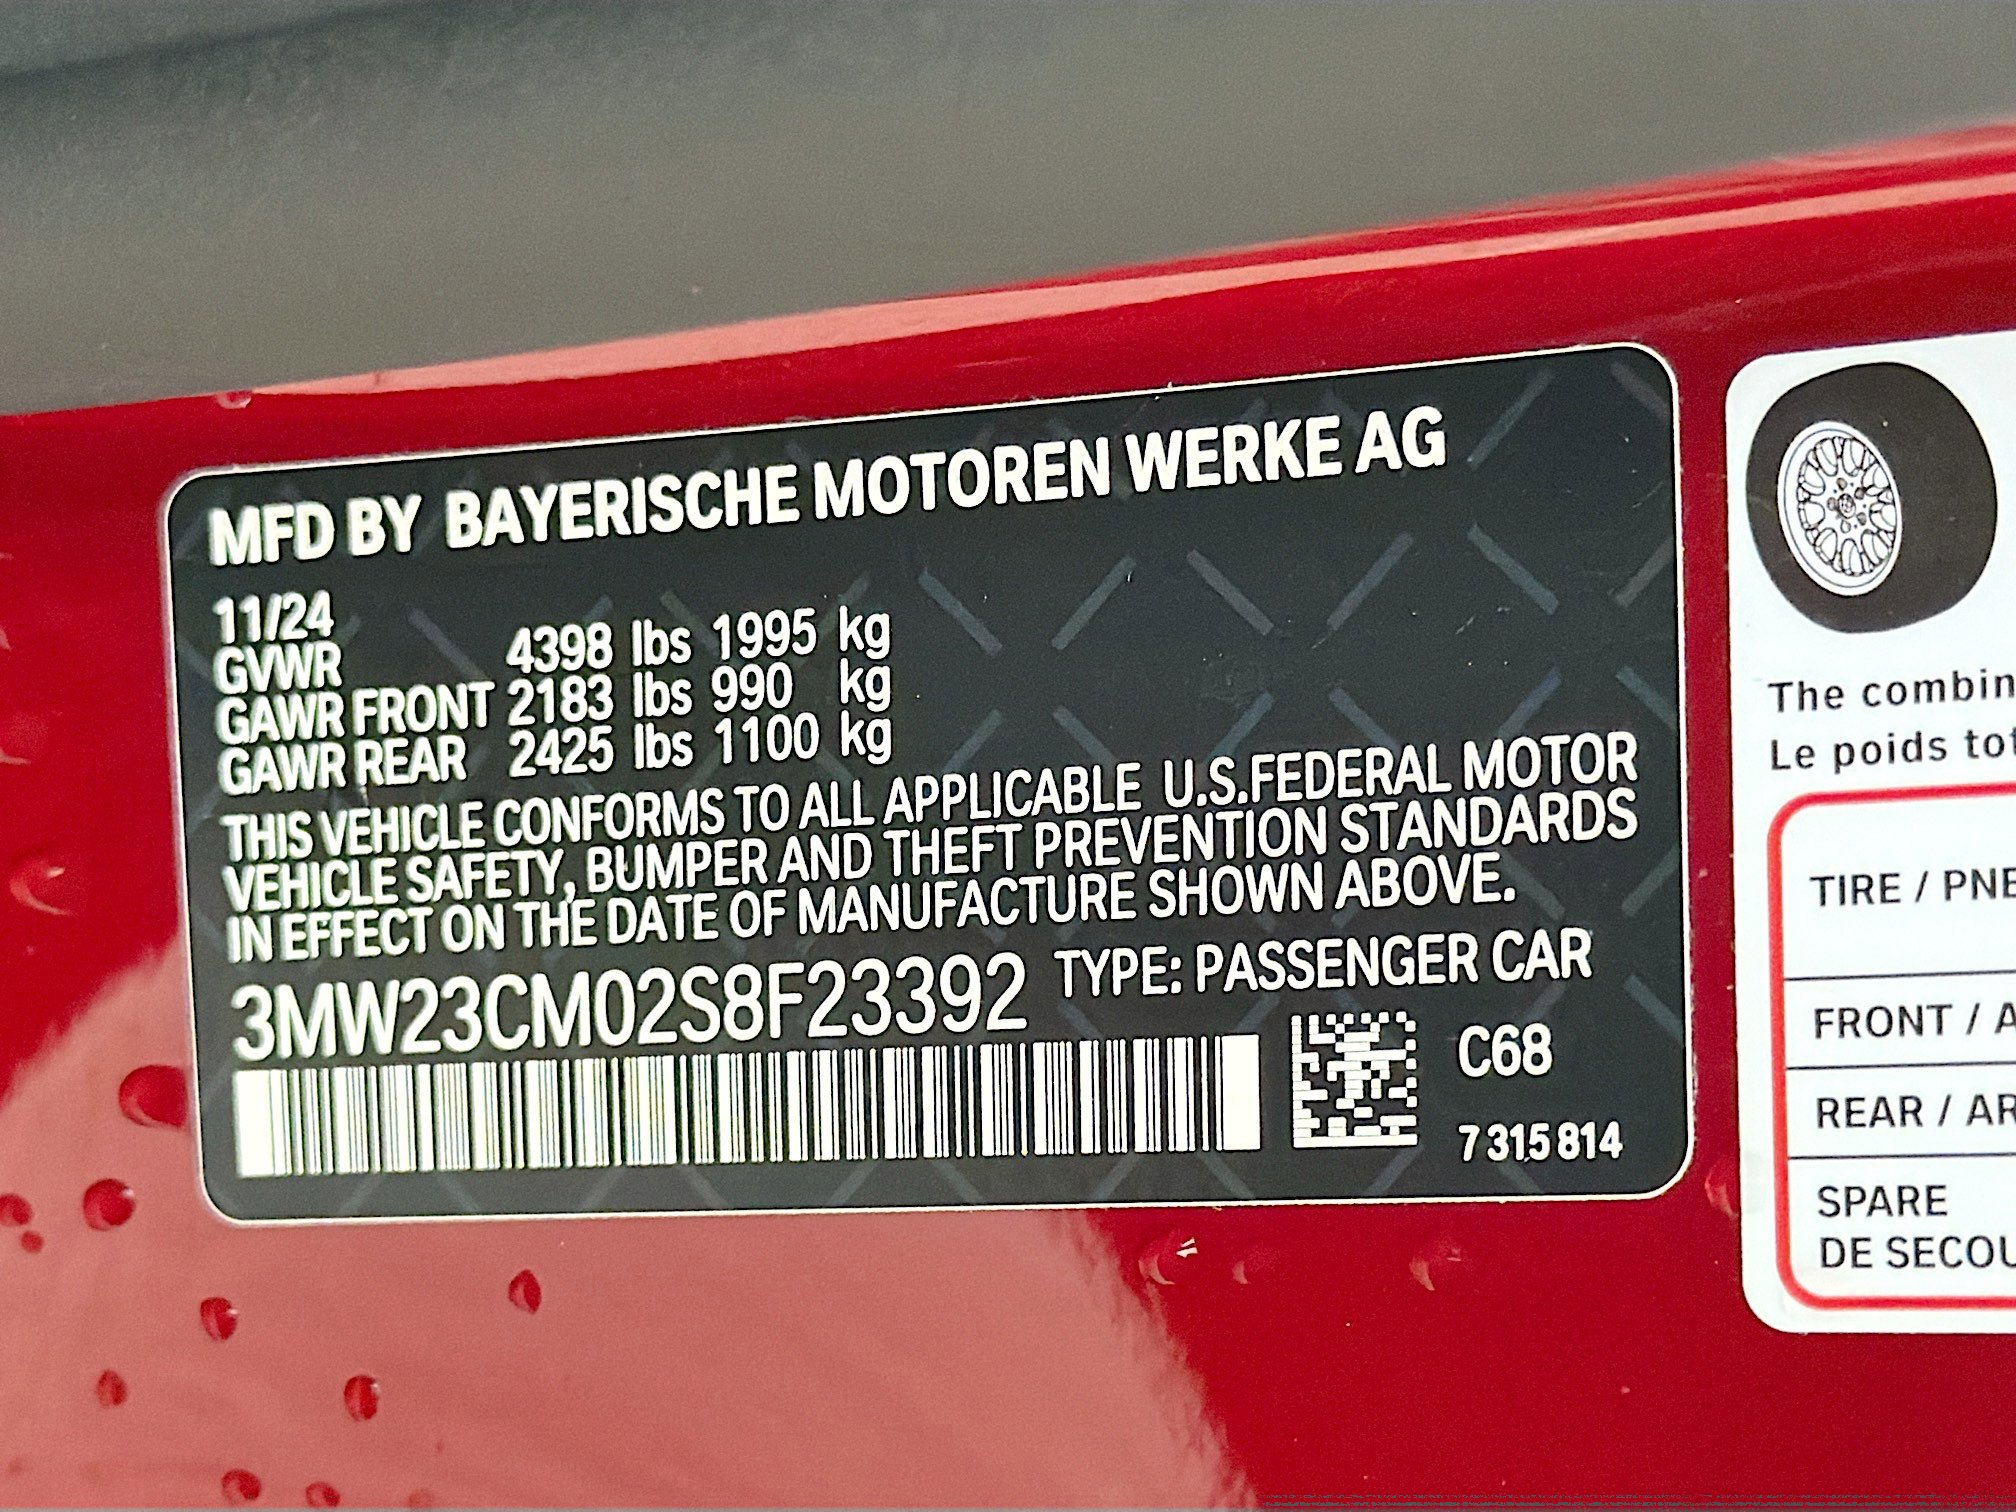 MFD BY BAYERISCHE MOTOREN WERKE AG
11/24
GVWR 4398 lbs 1995 kg
GAWR FRONT 2183 lbs 990 kg
GAWR REAR 2425 lbs 1100 kg
THIS VEHICLE CONFORMS TO ALL APPLICABLE U.S.FEDERAL MOTOR
VEHICLE SAFETY, BUMPER AND THEFT PREVENTION STANDARDS
IN EFFECT ON THE DATE OF MANUFACTURE SHOWN ABOVE.
3MW23CM02S8F23392 TYPE: PASSENGER CAR
C68
7 315 814
The combin
Le poids tot
TIRE / PNE
FRONT / A
REAR / AR
SPARE
DE SECOU